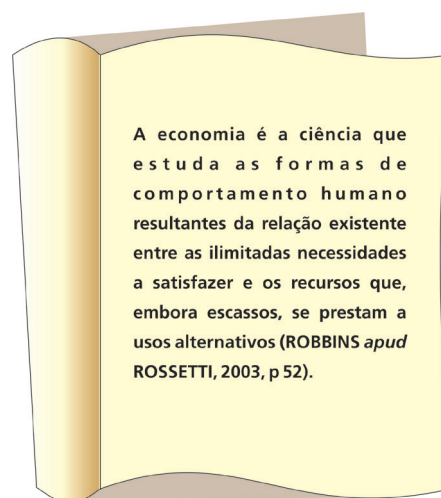 A economia é a ciência que
estuda as formas de
comportamento humano
resultantes da relação existente
entre as ilimitadas necessidades
a satisfazer e os recursos que,
embora escassos, se prestam a
usos alternativos (ROBBINS apud
ROSSETTI, 2003, p 52).